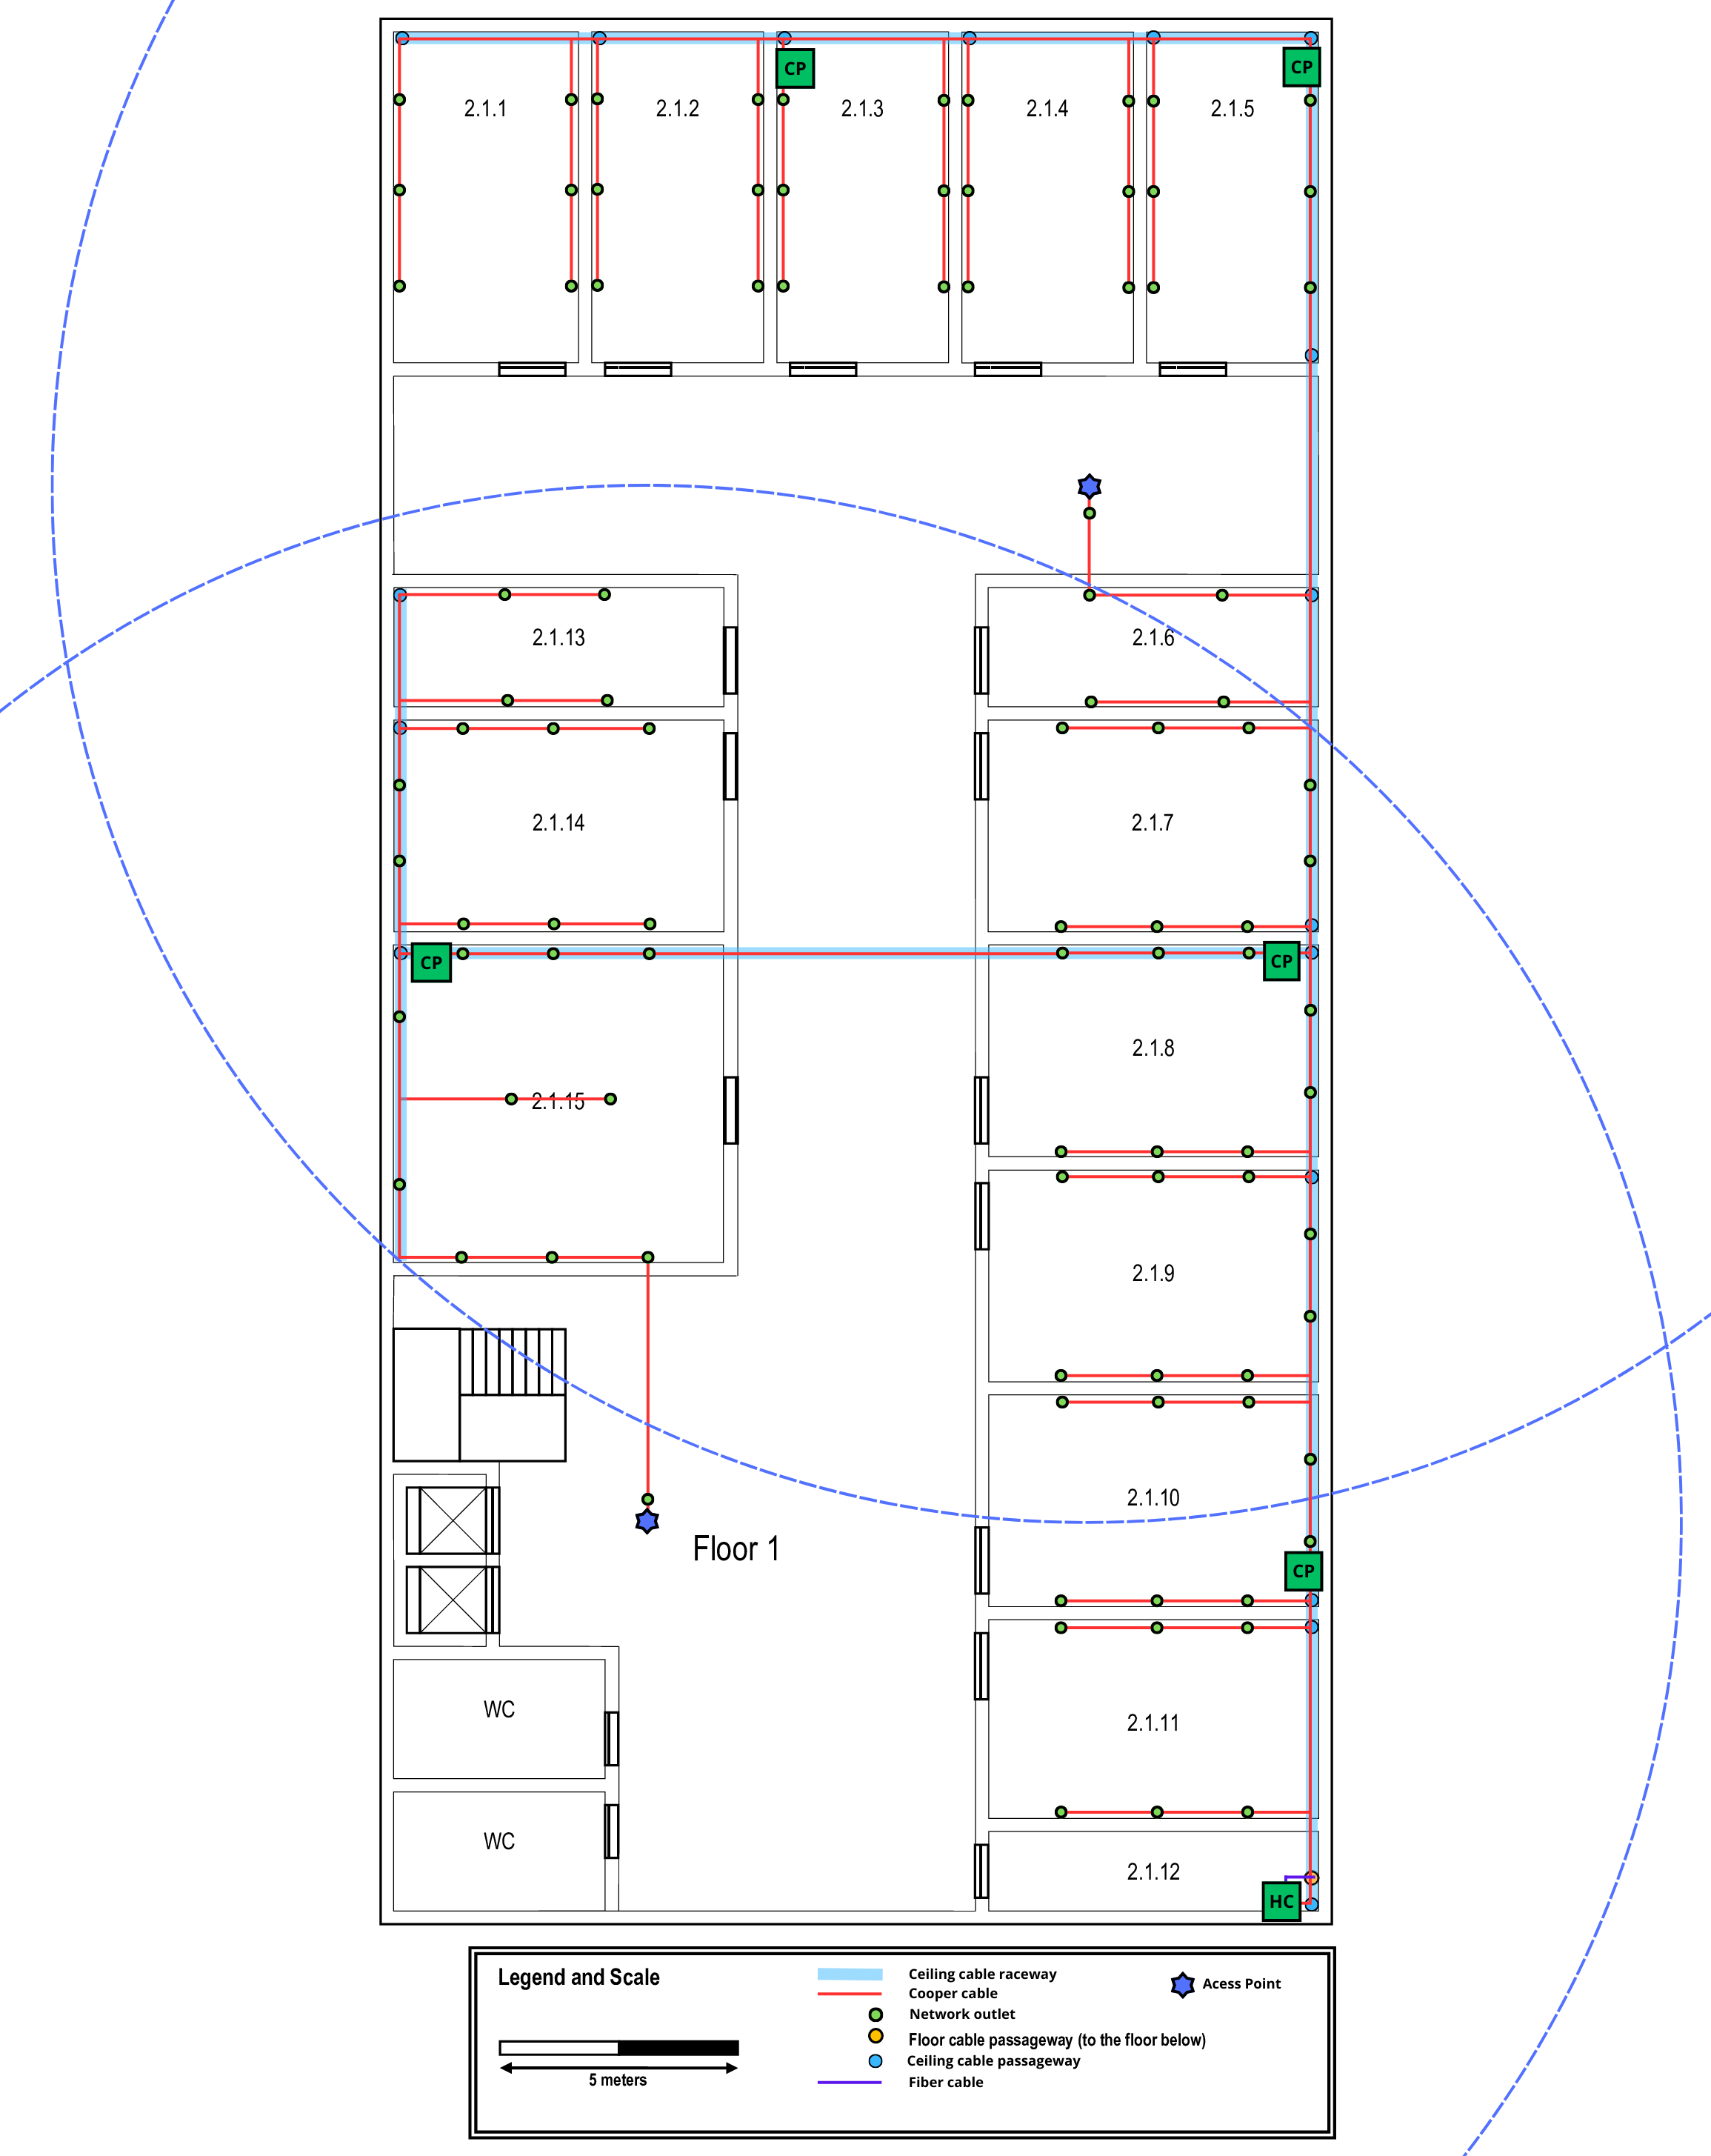 CP
CP
2.1.1
2.1.2
2.1.3
2.1.4
2.1.5
2.1.13
2.1.6
2.1.14
2.1.7
CP
CP
2.1.8
2.1.15
2.1.9
2.1.10
Floor 1
CP
WC
2.1.11
WC
2.1.12
HC
Legend and Scale
5 meters
Ceiling cable raceway
Cooper cable
Network outlet
Floor cable passageway (to the floor below)
Ceiling cable passageway
Fiber cable
Acess Point